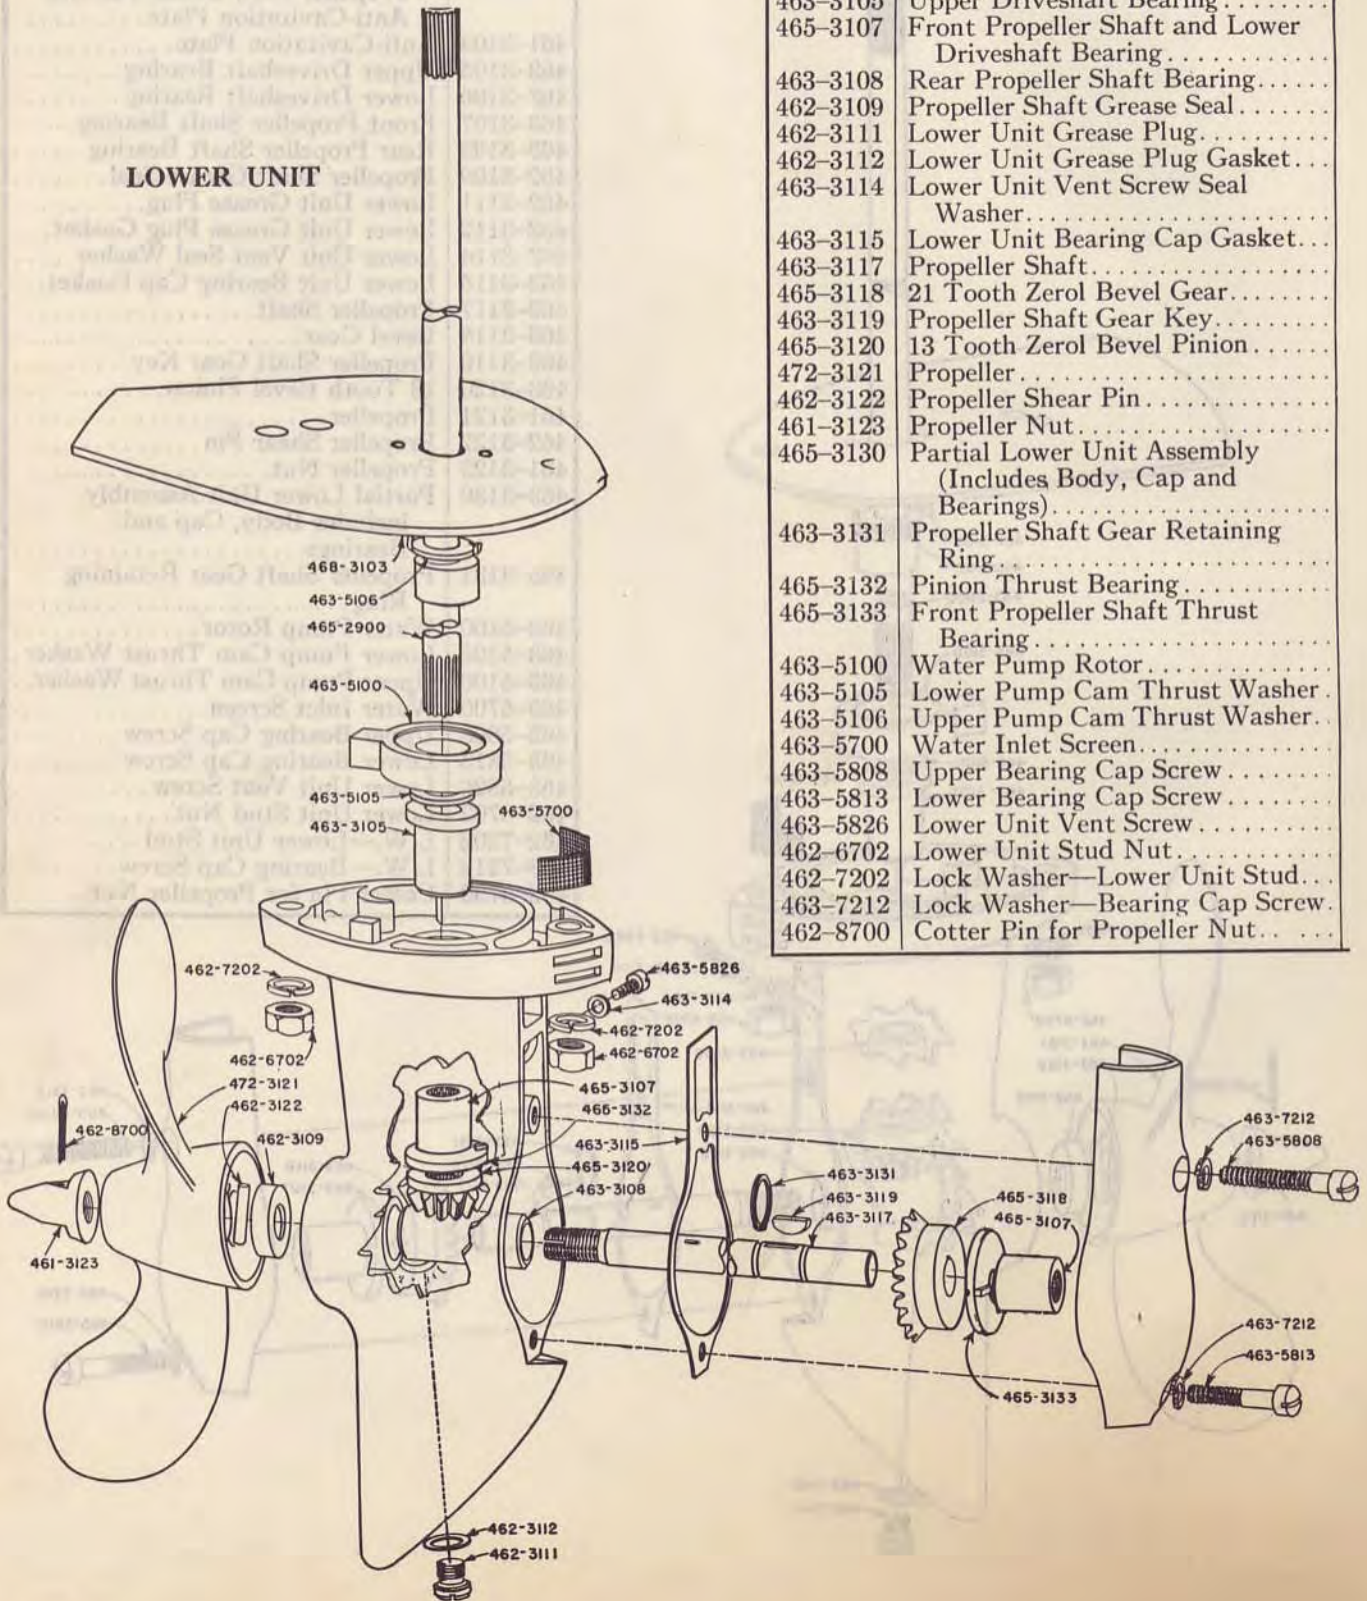 463-3105 Upper Driveshaft Bearing........
465-3107 Front Propeller Shaft and Lower
Driveshaft Bearing............
463-3108 Rear Propeller Shaft Bearing......
462-3109 Propeller Shaft Grease Seal.......
462-3111 Lower Unit Grease Plug..........
462-3112 Lower Unit Grease Plug Gasket...
463-3114 Lower Unit Vent Screw Seal
Washer......................
463-3115 Lower Unit Bearing Cap Gasket...
463-3117 Propeller Shaft..................
465-3118 21 Tooth Zerol Bevel Gear........
463-3119 Propeller Shaft Gear Key.........
465-3120 13 Tooth Zerol Bevel Pinion......
472-3121 Propeller.......................
462-3122 Propeller Shear Pin..............
461-3123 Propeller Nut...................
465-3130 Partial Lower Unit Assembly
(Includes Body, Cap and
Bearings)....................
463-3131 Propeller Shaft Gear Retaining
Ring........................
465-3132 Pinion Thrust Bearing...........
465-3133 Front Propeller Shaft Thrust
Bearing.....................
463-5100 Water Pump Rotor..............
463-5105 Lower Pump Cam Thrust Washer.
463-5106 Upper Pump Cam Thrust Washer..
463-5700 Water Inlet Screen..............
463-5808 Upper Bearing Cap Screw.........
463-5813 Lower Bearing Cap Screw.........
463-5826 Lower Unit Vent Screw..........
462-6702 Lower Unit Stud Nut............
462-7202 Lock Washer—Lower Unit Stud...
463-7212 Lock Washer—Bearing Cap Screw.
462-8700 Cotter Pin for Propeller Nut.. ...
LOWER UNIT
468-3103
463-5106
465-2900
463-5100
463-5105
463-3105
463-5700
462-7202
462-6702
472-3121
462-3122
462-8700
462-3109
461-3123
463-5826
463-3114
462-7202
462-6702
465-3107
465-3132
463-3115
465-3120
463-3108
463-3131
463-3119
463-3117
465-3118
465-3107
463-7212
463-5808
463-7212
463-5813
465-3133
462-3112
462-3111